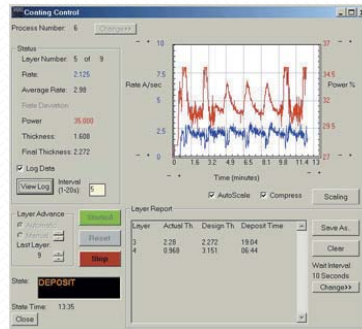 Conting Control
Process Number: 6 Change>>
Status
Layer Number: 5 of 9
Rate: 2.125
Average Rate: 2.98
Rate Deviation
Power 35.000
Thickness: 1.608
Final Thickness: 2.272
Log Date
View Log
Interval
(1-20s): 5
Layer Advance
Automatic
Manual
Last Layer:
9
Started
Reset
Stop
State: DEPOSIT
State Time: 13:35
Close
10
7.5
Rate A/sec
5
2.5
0
37
34.5
Power %
32
29.5
27
0 1.6 3.2 4.9 6.5 8.1 9.8 11.4 13
Time (minutes)
AutoScale
Compress
Scaling
Layer Report
Layer Actual Th Design Th Deposit Time
3 2.28 2.272 19:04
4 0.968 3.151 06:44
Save As..
Clear
Wait Interval
10 Seconds
Change>>